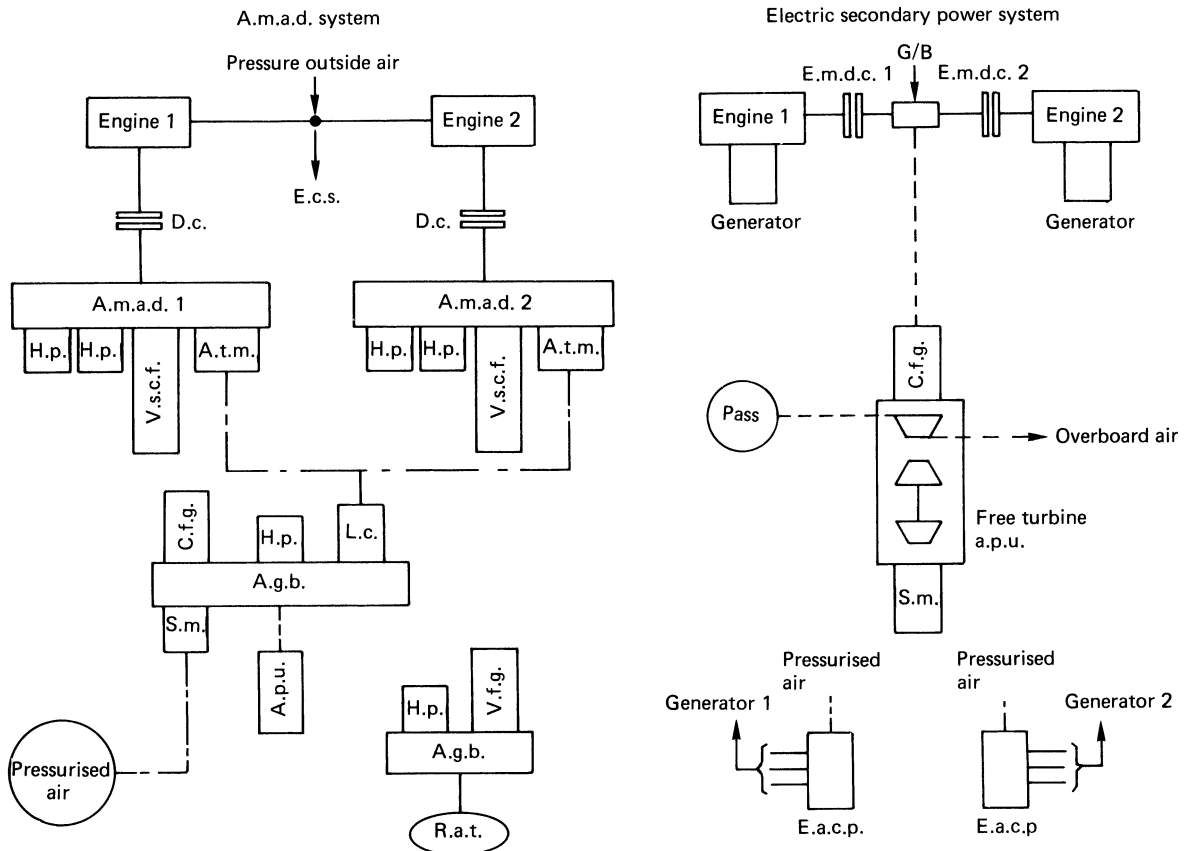 A.m.a.d. system
Pressure outside air
Engine 1
Engine 2
E.c.s.
D.c.
D.c.
A.m.a.d. 1
A.m.a.d. 2
H.p.
H.p.
V.s.c.f.
A.t.m.
H.p.
H.p.
V.s.c.f.
A.t.m.
C.f.g.
H.p.
L.c.
A.g.b.
S.m.
A.p.u.
Pressurised
air
H.p.
V.f.g.
A.g.b.
R.a.t.
Electric secondary power system
G/B
E.m.d.c. 1
E.m.d.c. 2
Engine 1
Engine 2
Generator
Generator
C.f.g.
Pass
Overboard air
Free turbine
a.p.u.
S.m.
Pressurised
air
Pressurised
air
Generator 1
Generator 2
E.a.c.p.
E.a.c.p